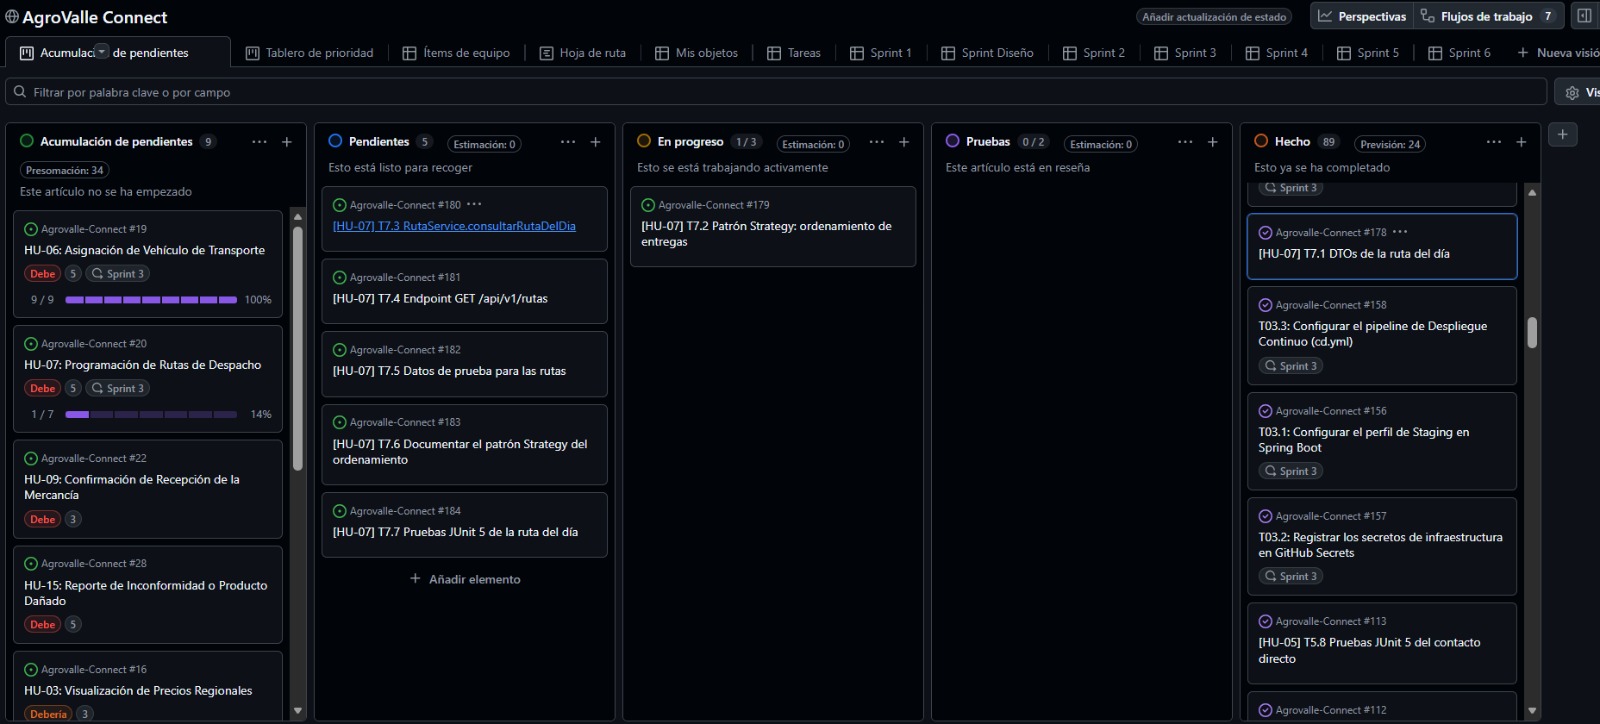 AgroValle Connect
Añadir actualización de estado
Perspectivas
Flujos de trabajo 7
Acumulaci de pendientes
Tablero de prioridad
Ítems de equipo
Hoja de ruta
Mis objetos
Tareas
Sprint 1
Sprint Diseño
Sprint 2
Sprint 3
Sprint 4
Sprint 5
Sprint 6
Nueva visió
Filtrar por palabra clave o por campo
Vis
Acumulación de pendientes 9
Presomación: 34
Este artículo no se ha empezado
Agrovalle-Connect #19
HU-06: Asignación de Vehículo de Transporte
Debe 5 Sprint 3
9 / 9 100%
Agrovalle-Connect #20
HU-07: Programación de Rutas de Despacho
Debe 5 Sprint 3
1 / 7 14%
Agrovalle-Connect #22
HU-09: Confirmación de Recepción de la
Mercancía
Debe 3
Agrovalle-Connect #28
HU-15: Reporte de Inconformidad o Producto
Dañado
Debe 5
Agrovalle-Connect #16
HU-03: Visualización de Precios Regionales
Debería 3
Pendientes 5 Estimación: 0
Esto está listo para recoger
Agrovalle-Connect #180
[HU-07] T7.3 RutaService.consultarRutaDelDia
Agrovalle-Connect #181
[HU-07] T7.4 Endpoint GET /api/v1/rutas
Agrovalle-Connect #182
[HU-07] T7.5 Datos de prueba para las rutas
Agrovalle-Connect #183
[HU-07] T7.6 Documentar el patrón Strategy del
ordenamiento
Agrovalle-Connect #184
[HU-07] T7.7 Pruebas JUnit 5 de la ruta del día
Añadir elemento
En progreso 1 / 3 Estimación: 0
Esto se está trabajando activamente
Agrovalle-Connect #179
[HU-07] T7.2 Patrón Strategy: ordenamiento de
entregas
Pruebas 0 / 2 Estimación: 0
Este artículo está en reseña
Hecho 89 Previsión: 24
Esto ya se ha completado
Sprint 3
Agrovalle-Connect #178
[HU-07] T7.1 DTOs de la ruta del día
Agrovalle-Connect #158
T03.3: Configurar el pipeline de Despliegue
Continuo (cd.yml)
Sprint 3
Agrovalle-Connect #156
T03.1: Configurar el perfil de Staging en
Spring Boot
Sprint 3
Agrovalle-Connect #157
T03.2: Registrar los secretos de infraestructura
en GitHub Secrets
Sprint 3
Agrovalle-Connect #113
[HU-05] T5.8 Pruebas JUnit 5 del contacto
directo
Agrovalle-Connect #112